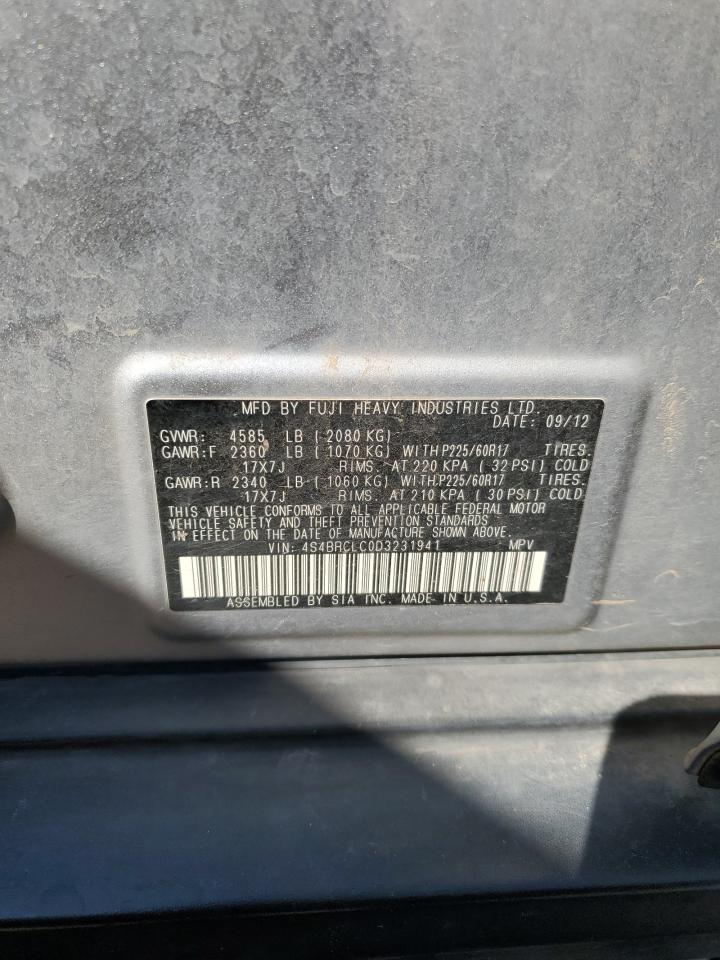 MFD BY FUJI HEAVY INDUSTRIES LTD.
DATE: 09/12
GVWR: 4585 LB (2080 KG)
GAWR:F 2360 LB (1070 KG) WITH P225/60R17 TIRES.
17X7J RIMS. AT 220 KPA (32 PSI) COLD
GAWR:R 2340 LB (1060 KG) WITH P225/60R17 TIRES.
17X7J RIMS. AT 210 KPA (30 PSI) COLD
THIS VEHICLE CONFORMS TO ALL APPLICABLE FEDERAL MOTOR
VEHICLE SAFETY AND THEFT PREVENTION STANDARDS
IN EFFECT ON THE DATE OF MANUFACTURE SHOWN ABOVE.
VIN: 4S4BRCLC0D3231941 MPV
ASSEMBLED BY SIA INC. MADE IN U.S.A.